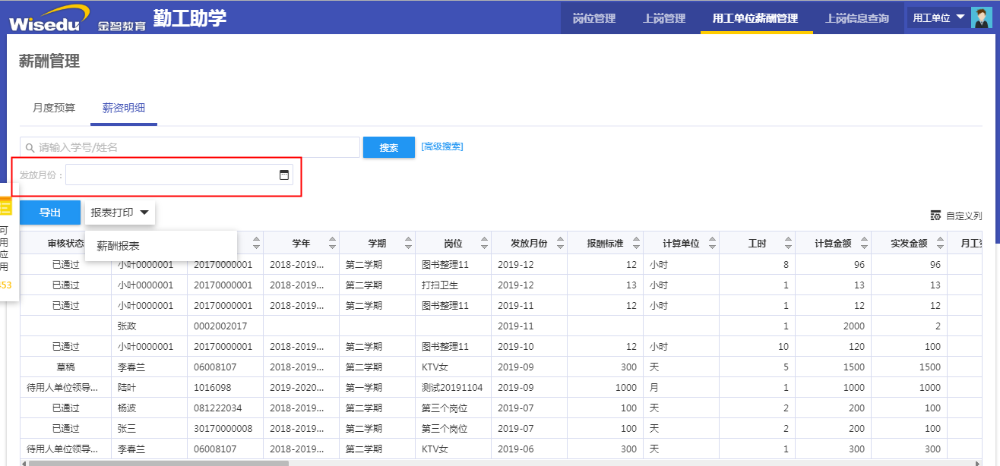 Wisedu 金智教育 勤工助学 岗位管理 上岗管理 用工单位薪酬管理 上岗信息查询 用工单位
薪酬管理
月度预算 薪资明细
请输入学号/姓名 搜索 [高级搜索]
发放月份：
导出 报表打印 自定义列
薪酬报表
可
用
应
用
审核状态 学年 学期 岗位 发放月份 报酬标准 计算单位 工时 计算金额 实发金额
已通过 小叶0000001 20170000001 2018-2019... 第二学期 图书整理11 2019-12 12 小时 8 96 96
已通过 小叶0000001 20170000001 2018-2019... 第二学期 打扫卫生 2019-12 13 小时 1 13 13
已通过 小叶0000001 20170000001 2018-2019... 第二学期 图书整理11 2019-11 12 小时 1 12 12
张政 0002002017 2019-11 1 2000 2
已通过 小叶0000001 20170000001 2018-2019... 第二学期 图书整理11 2019-10 12 小时 10 120 100
草稿 李春兰 06008107 2018-2019... 第二学期 KTV女 2019-09 300 天 5 1500 1500
待用人单位领导... 陆叶 1016098 2019-2020... 第一学期 测试20191104 2019-09 1000 月 1 1000 1000
已通过 杨波 081222034 2018-2019... 第二学期 第三个岗位 2019-07 100 天 2 200 100
已通过 张三 30170000008 2018-2019... 第二学期 第三个岗位 2019-07 100 天 2 200 100
待用人单位领导... 李春兰 06008107 2018-2019... 第二学期 KTV女 2019-06 300 天 1 300 300